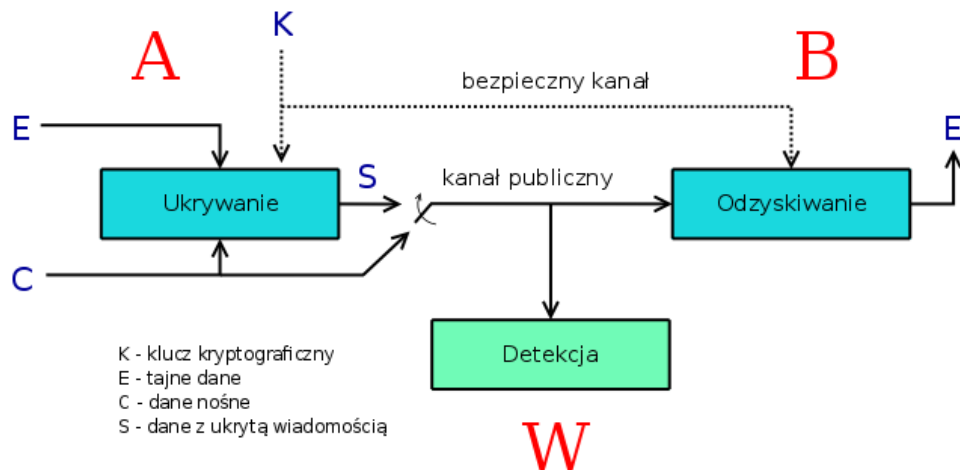 A
K
B
bezpieczny kanał
E
E
S
kanał publiczny
Ukrywanie
Odzyskiwanie
C
Detekcja
K - klucz kryptograficzny
E - tajne dane
C - dane nośne
S - dane z ukrytą wiadomością
W